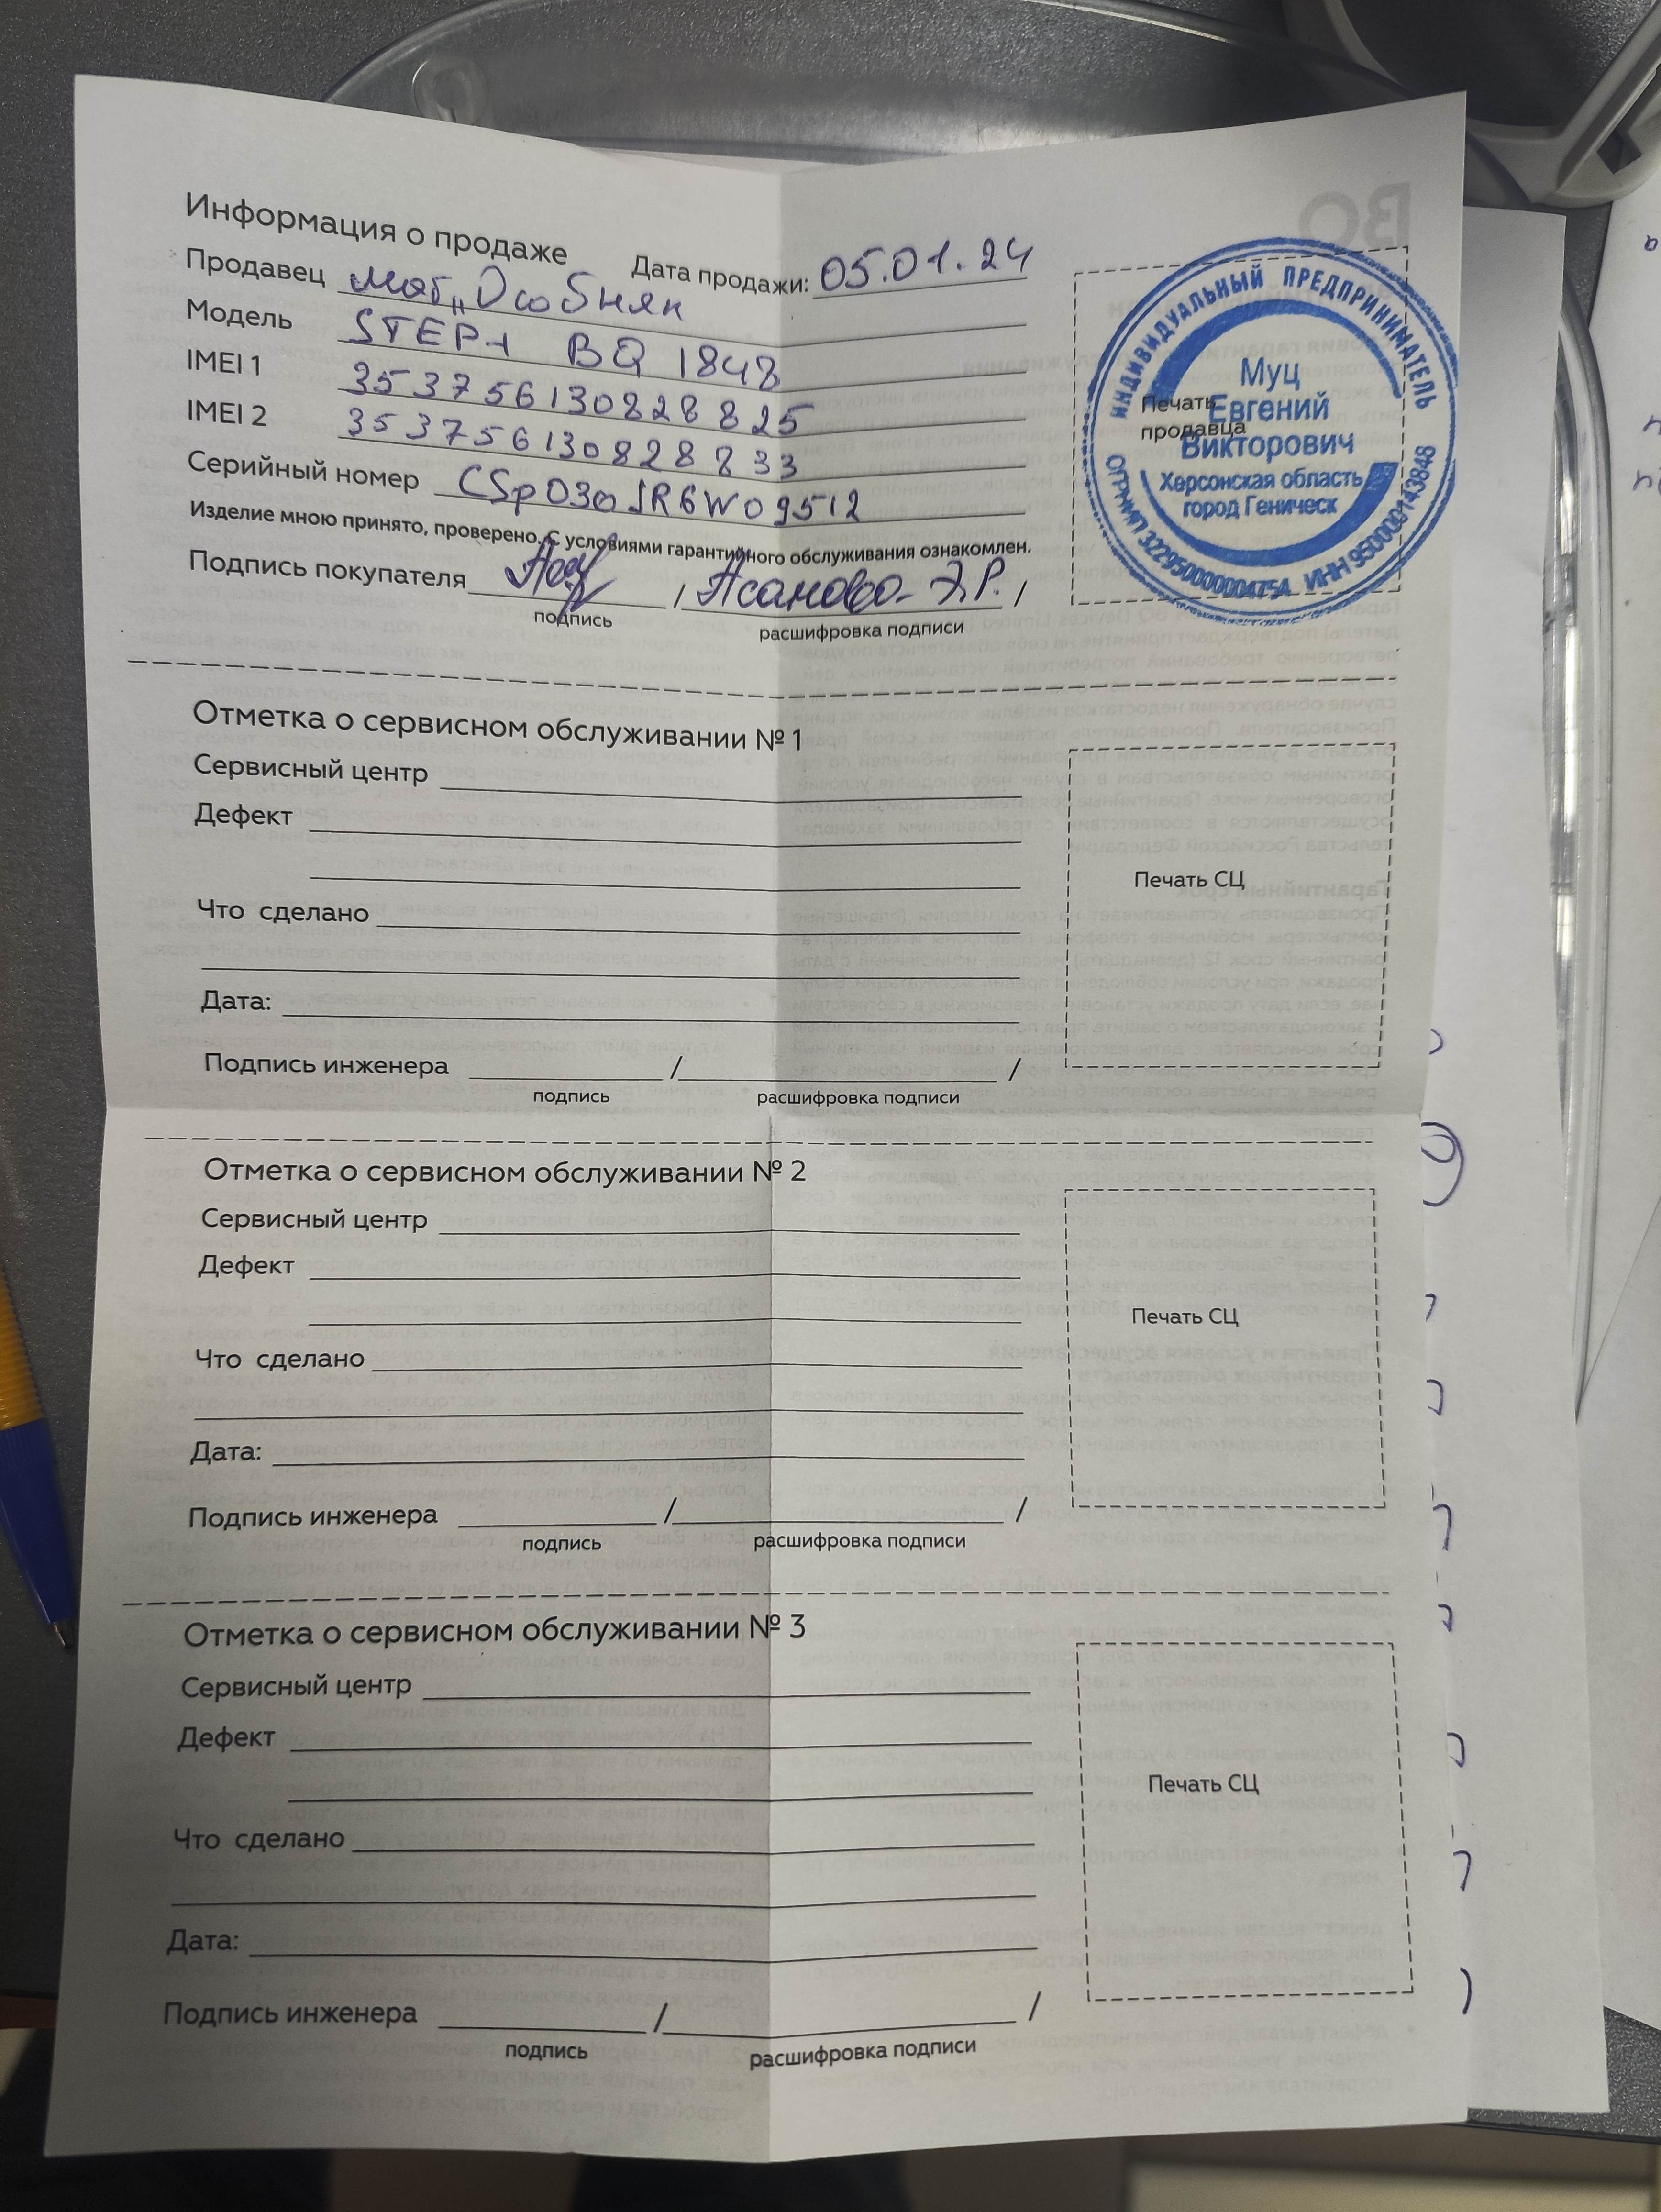 Информация о продаже
Дата продажи: 05.01.24
Продавец маг „Особняк
Модель STEP+ BQ 1848
IMEI 1 353756130828825
IMEI 2 353756130828833
Серийный номер CSp030JR6W09512
Изделие мною принято, проверено. С условиями гарантийного обслуживания ознакомлен.
Подпись покупателя / Асанова Э.Р. /
подпись расшифровка подписи
Печать продавца
ИНДИВИДУАЛЬНЫЙ ПРЕДПРИНИМАТЕЛЬ
Муц
Евгений
Викторович
Херсонская область
город Геническ
ИНН 950000143848
BQ
Отметка о сервисном обслуживании № 1
Сервисный центр
Дефект
Что сделано
Дата:
Подпись инженера / /
подпись расшифровка подписи
Печать СЦ
Отметка о сервисном обслуживании № 2
Сервисный центр
Дефект
Что сделано
Дата:
Подпись инженера / /
подпись расшифровка подписи
Печать СЦ
Отметка о сервисном обслуживании № 3
Сервисный центр
Дефект
Что сделано
Дата:
Подпись инженера / /
подпись расшифровка подписи
Печать СЦ